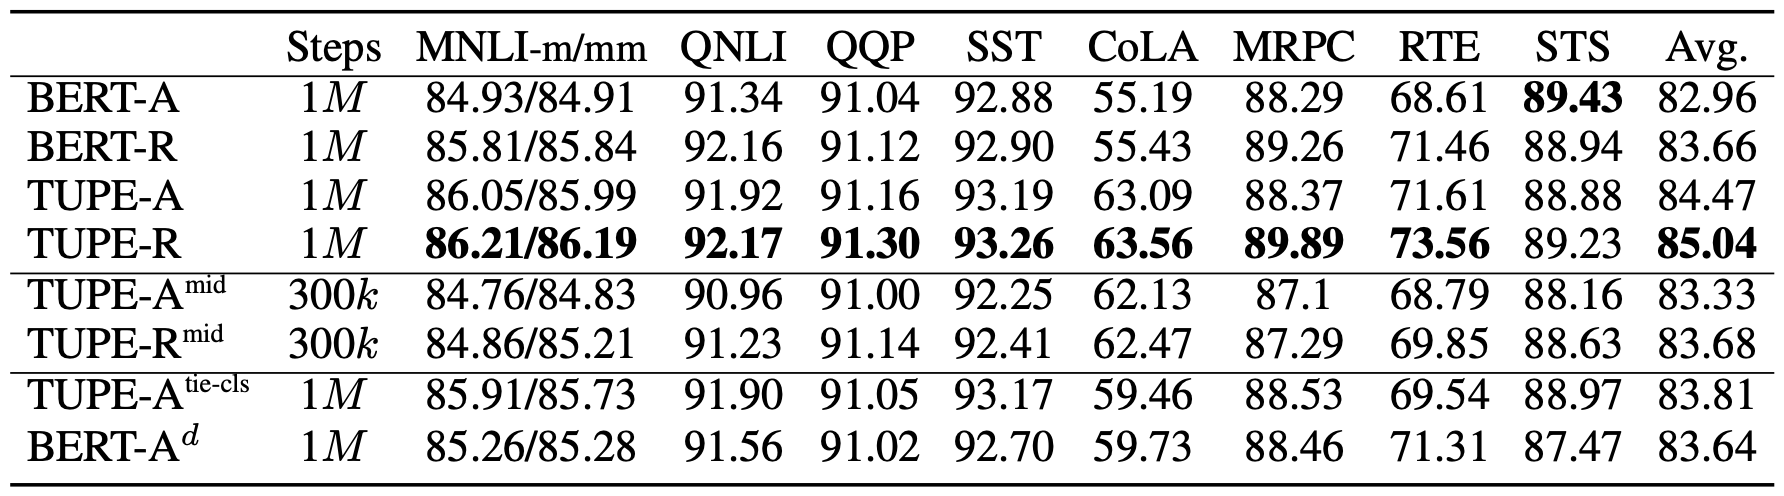 Steps MNLI-m/mm QNLI QQP SST CoLA MRPC RTE STS Avg.
BERT-A 1M 84.93/84.91 91.34 91.04 92.88 55.19 88.29 68.61 89.43 82.96
BERT-R 1M 85.81/85.84 92.16 91.12 92.90 55.43 89.26 71.46 88.94 83.66
TUPE-A 1M 86.05/85.99 91.92 91.16 93.19 63.09 88.37 71.61 88.88 84.47
TUPE-R 1M 86.21/86.19 92.17 91.30 93.26 63.56 89.89 73.56 89.23 85.04
TUPE-A^mid 300k 84.76/84.83 90.96 91.00 92.25 62.13 87.1 68.79 88.16 83.33
TUPE-R^mid 300k 84.86/85.21 91.23 91.14 92.41 62.47 87.29 69.85 88.63 83.68
TUPE-A^tie-cls 1M 85.91/85.73 91.90 91.05 93.17 59.46 88.53 69.54 88.97 83.81
BERT-A^d 1M 85.26/85.28 91.56 91.02 92.70 59.73 88.46 71.31 87.47 83.64